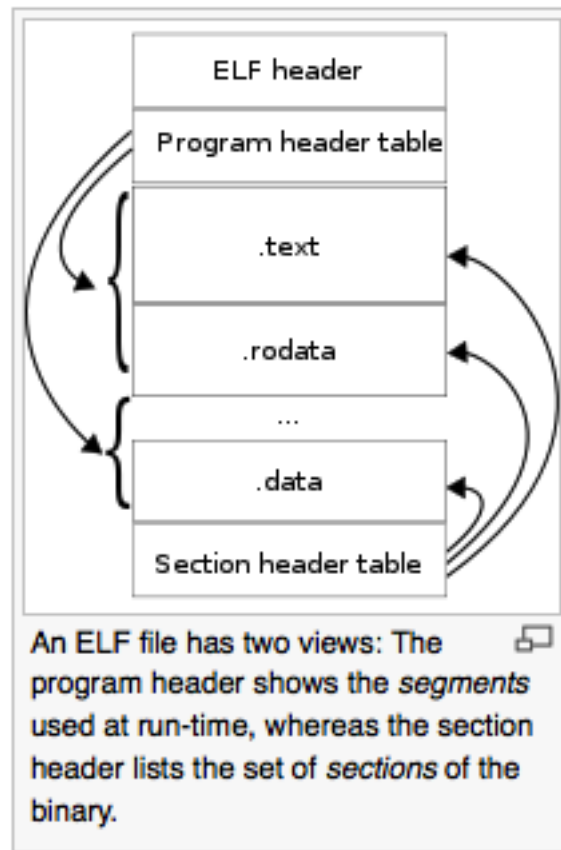 ELF header
Program header table
.text
.rodata
...
.data
Section header table
An ELF file has two views: The
program header shows the segments
used at run-time, whereas the section
header lists the set of sections of the
binary.